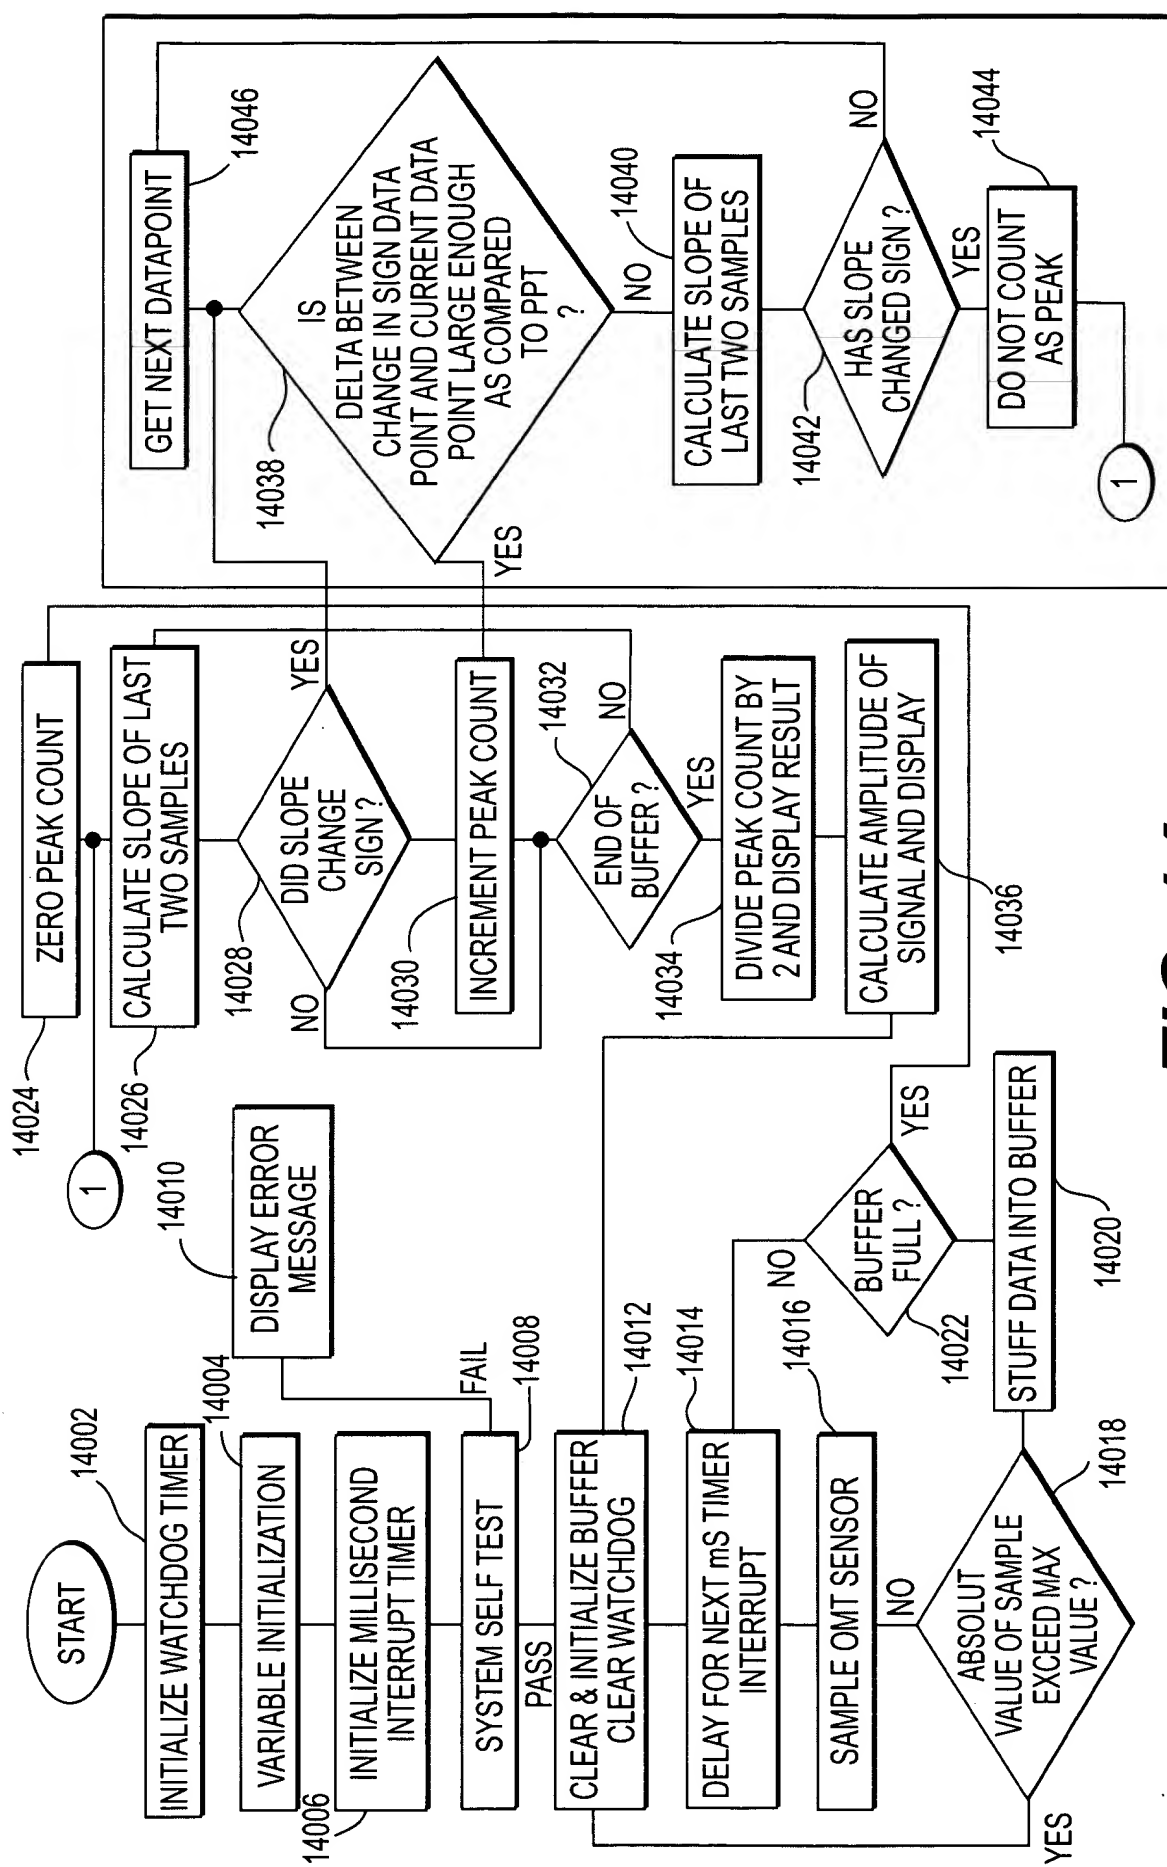 START
14002
INITIALIZE WATCHDOG TIMER
14004
VARIABLE INITIALIZATION
INITIALIZE MILLISECOND
INTERRUPT TIMER
14006
SYSTEM SELF TEST
14008
FAIL
PASS
14010
DISPLAY ERROR
MESSAGE
CLEAR & INITIALIZE BUFFER
CLEAR WATCHDOG
14012
DELAY FOR NEXT mS TIMER
INTERRUPT
14014
SAMPLE OMT SENSOR
14016
NO
ABSOLUT
VALUE OF SAMPLE
EXCEED MAX
VALUE ?
14018
YES
STUFF DATA INTO BUFFER
14020
BUFFER
FULL ?
14022
NO
YES
14024
ZERO PEAK COUNT
1
14026
CALCULATE SLOPE OF LAST
TWO SAMPLES
14028
DID SLOPE
CHANGE
SIGN ?
YES
NO
14030
INCREMENT PEAK COUNT
14032
END OF
BUFFER ?
NO
YES
14034
DIVIDE PEAK COUNT BY
2 AND DISPLAY RESULT
CALCULATE AMPLITUDE OF
SIGNAL AND DISPLAY
14036
GET NEXT DATAPOINT
14046
14038
IS
DELTA BETWEEN
CHANGE IN SIGN DATA
POINT AND CURRENT DATA
POINT LARGE ENOUGH
AS COMPARED
TO PPT
?
YES
NO
14040
CALCULATE SLOPE OF
LAST TWO SAMPLES
14042
HAS SLOPE
CHANGED SIGN ?
NO
YES
14044
DO NOT COUNT
AS PEAK
1